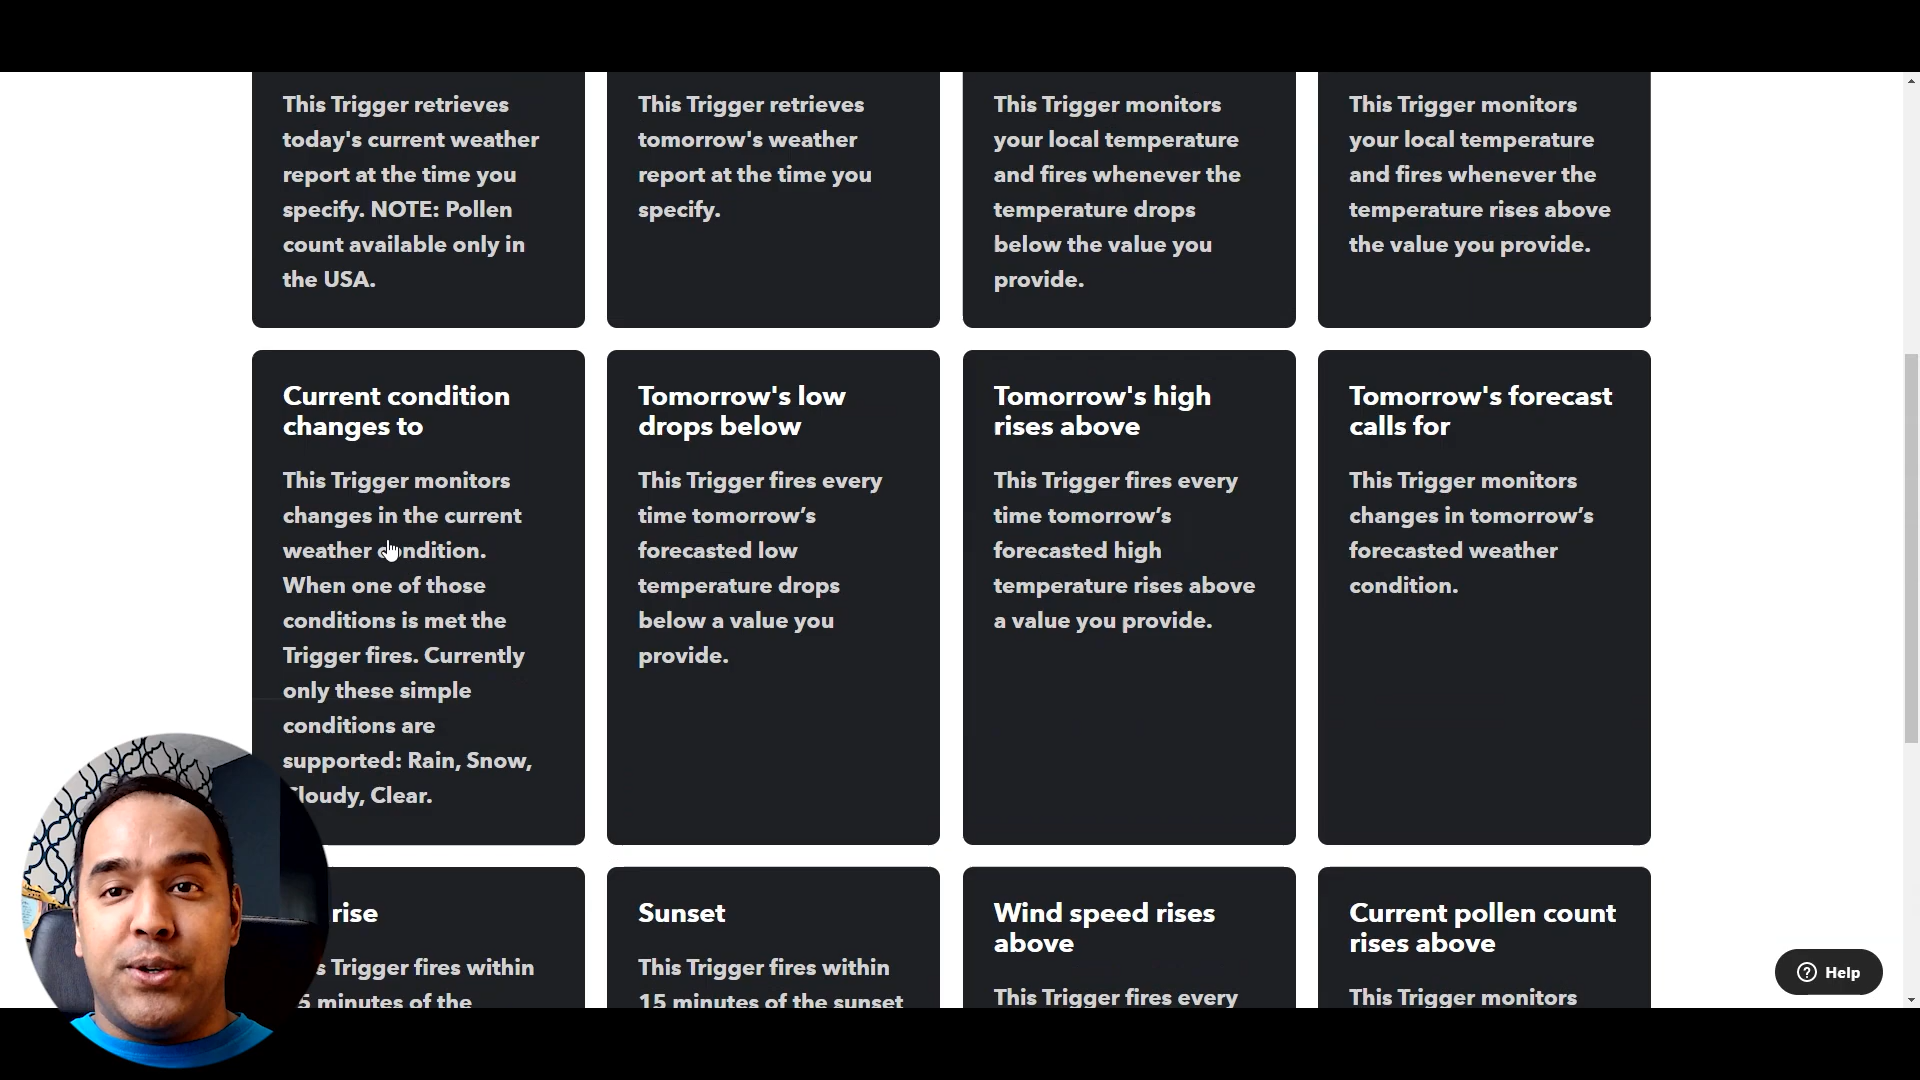 This Trigger retrieves
today's current weather
report at the time you
specify. NOTE: Pollen
count available only in
the USA.
This Trigger retrieves
tomorrow's weather
report at the time you
specify.
This Trigger monitors
your local temperature
and fires whenever the
temperature drops
below the value you
provide.
This Trigger monitors
your local temperature
and fires whenever the
temperature rises above
the value you provide.
Current condition
changes to
This Trigger monitors
changes in the current
weather condition.
When one of those
conditions is met the
Trigger fires. Currently
only these simple
conditions are
supported: Rain, Snow,
Cloudy, Clear.
Tomorrow's low
drops below
This Trigger fires every
time tomorrow’s
forecasted low
temperature drops
below a value you
provide.
Tomorrow's high
rises above
This Trigger fires every
time tomorrow’s
forecasted high
temperature rises above
a value you provide.
Tomorrow's forecast
calls for
This Trigger monitors
changes in tomorrow’s
forecasted weather
condition.
rise
Trigger fires within
5 minutes of the
Sunset
This Trigger fires within
15 minutes of the sunset
Wind speed rises
above
This Trigger fires every
Current pollen count
rises above
This Trigger monitors
Help